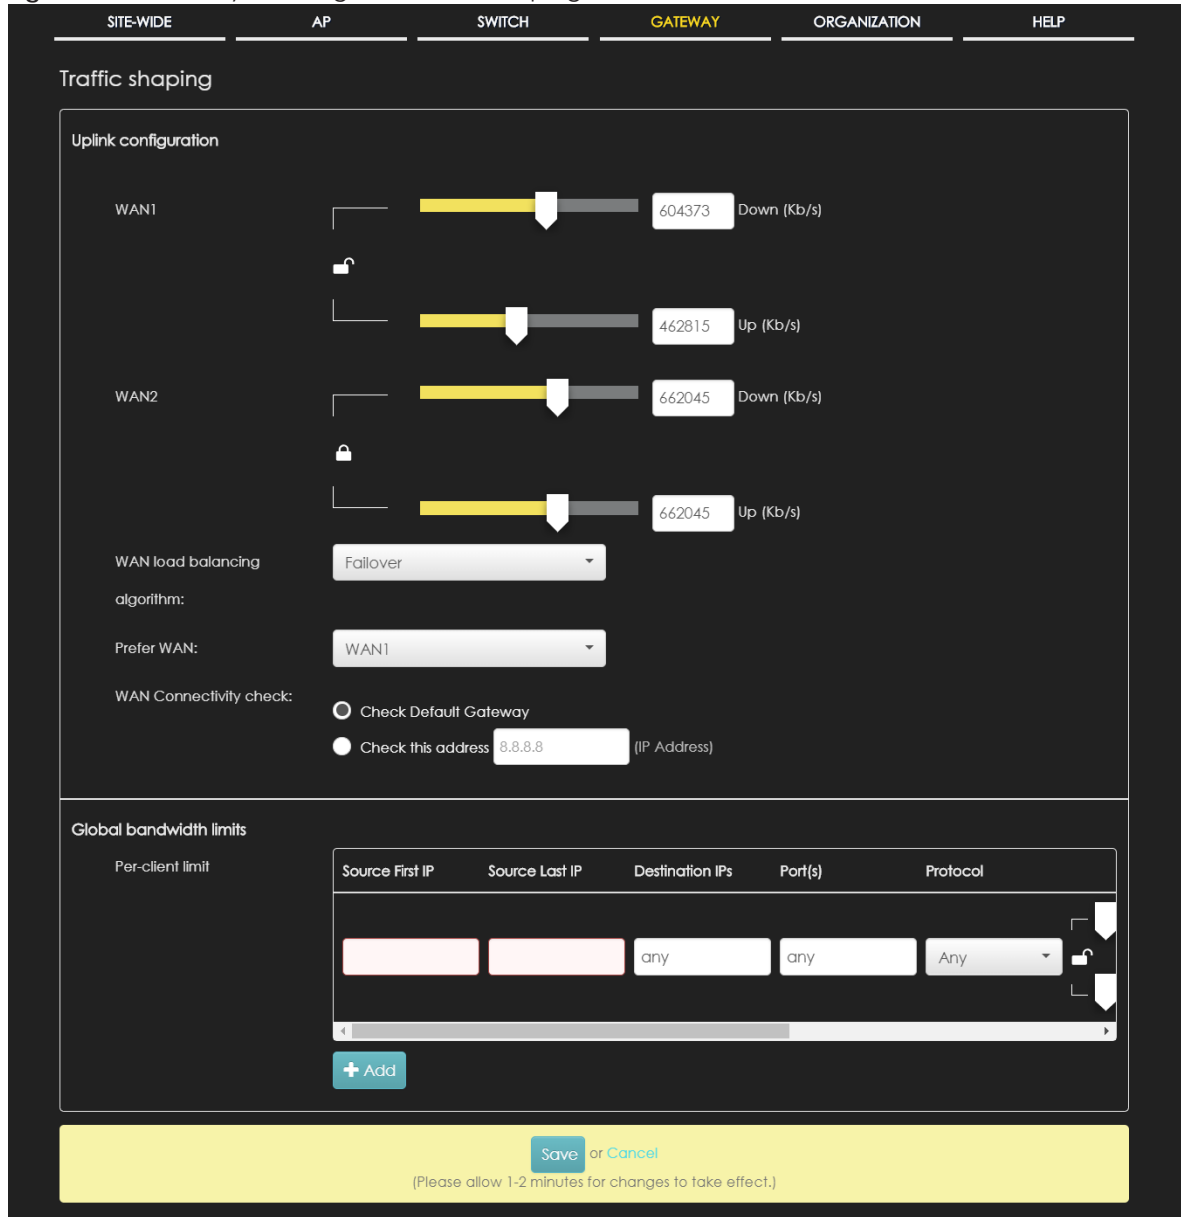 SITE-WIDE AP SWITCH GATEWAY ORGANIZATION HELP
Traffic shaping
Uplink configuration
WAN1 604373 Down (Kb/s)
462815 Up (Kb/s)
WAN2 662045 Down (Kb/s)
662045 Up (Kb/s)
WAN load balancing Failover
algorithm:
Prefer WAN: WAN1
WAN Connectivity check:
Check Default Gateway
Check this address 8.8.8.8 (IP Address)
Global bandwidth limits
Per-client limit
Source First IP Source Last IP Destination IPs Port(s) Protocol
any any Any
Add
Save or Cancel
(Please allow 1-2 minutes for changes to take effect.)